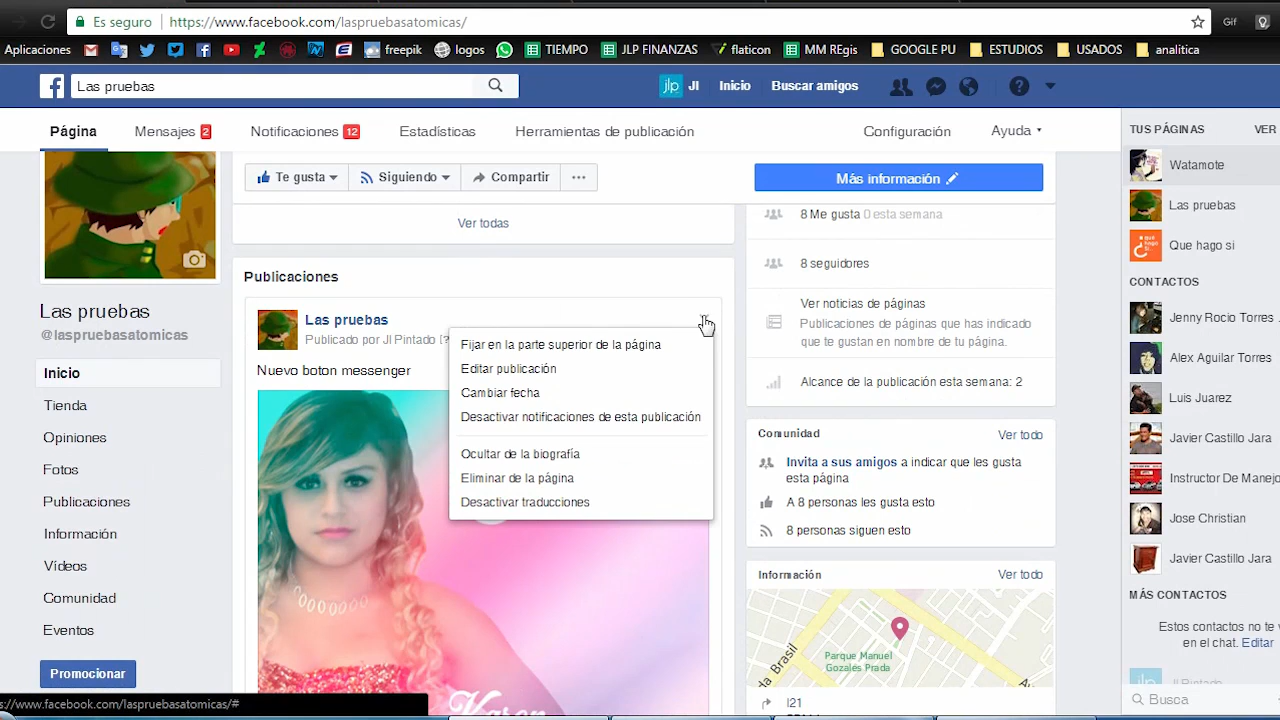 Es seguro https://www.facebook.com/laspruebasatomicas/
Gif
Aplicaciones freepik logos TIEMPO JLP FINANZAS flaticon MM REgis GOOGLE PU ESTUDIOS USADOS analitica
Las pruebas
jlp Jl Inicio Buscar amigos
Página Mensajes 2 Notificaciones 12 Estadísticas Herramientas de publicación Configuración Ayuda
Te gusta Siguiendo Compartir ...
Más información
Ver todas
Publicaciones
Las pruebas
Publicado por Jl Pintado [?
Nuevo boton messenger
Fijar en la parte superior de la página
Editar publicación
Cambiar fecha
Desactivar notificaciones de esta publicación
Ocultar de la biografía
Eliminar de la página
Desactivar traducciones
Karen
Las pruebas
@laspruebasatomicas
Inicio
Tienda
Opiniones
Fotos
Publicaciones
Información
Vídeos
Comunidad
Eventos
Promocionar
s://www.facebook.com/laspruebasatomicas/#
8 Me gusta 0 esta semana
8 seguidores
Ver noticias de páginas
Publicaciones de páginas que has indicado
que te gustan en nombre de tu página.
Alcance de la publicación esta semana: 2
Comunidad Ver todo
Invita a sus amigos a indicar que les gusta
esta página
A 8 personas les gusta esto
8 personas siguen esto
Información Ver todo
da Brasil
Parque Manuel
Gozáles Prada
I21
TUS PÁGINAS VER
Watamote
Las pruebas
Que hago si
CONTACTOS
Jenny Rocio Torres
Alex Aguilar Torres
Luis Juarez
Javier Castillo Jara
Instructor De Manejo
Jose Christian
Javier Castillo Jara
MÁS CONTACTOS
Estos contactos no te v
en el chat. Editar
Jl Pintado
Busca